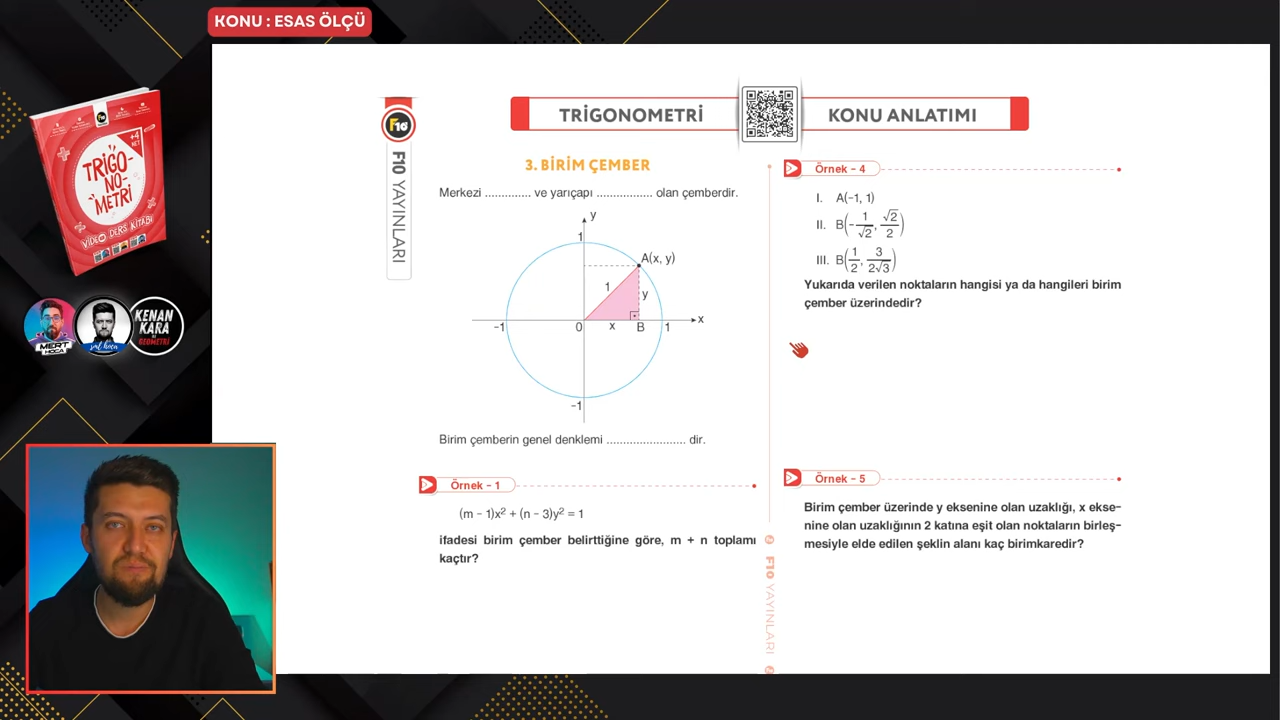 KONU : ESAS ÖLÇÜ
F10
TRİGO-
NO-
METRİ
+4
NET
VİDEO DERS KİTABI
MERT
HOCA
KENAN
KARA
GEOMETRİ
F10
F10 YAYINLARI
TRİGONOMETRİ
KONU ANLATIMI
3. BİRİM ÇEMBER
Merkezi .............. ve yarıçapı ................. olan çemberdir.
y
1
A(x, y)
1
y
x
-1
0
x
B
1
-1
Birim çemberin genel denklemi ........................ dir.
Örnek - 1
(m - 1)x² + (n - 3)y² = 1
ifadesi birim çember belirttiğine göre, m + n toplamı
kaçtır?
F10 YAYINLARI
Örnek - 4
I. A(-1, 1)
II. B(-1/√2, √2/2)
III. B(1/2, 3/2√3)
Yukarıda verilen noktaların hangisi ya da hangileri birim
çember üzerindedir?
Örnek - 5
Birim çember üzerinde y eksenine olan uzaklığı, x ekse-
nine olan uzaklığının 2 katına eşit olan noktaların birleş-
mesiyle elde edilen şeklin alanı kaç birimkaredir?